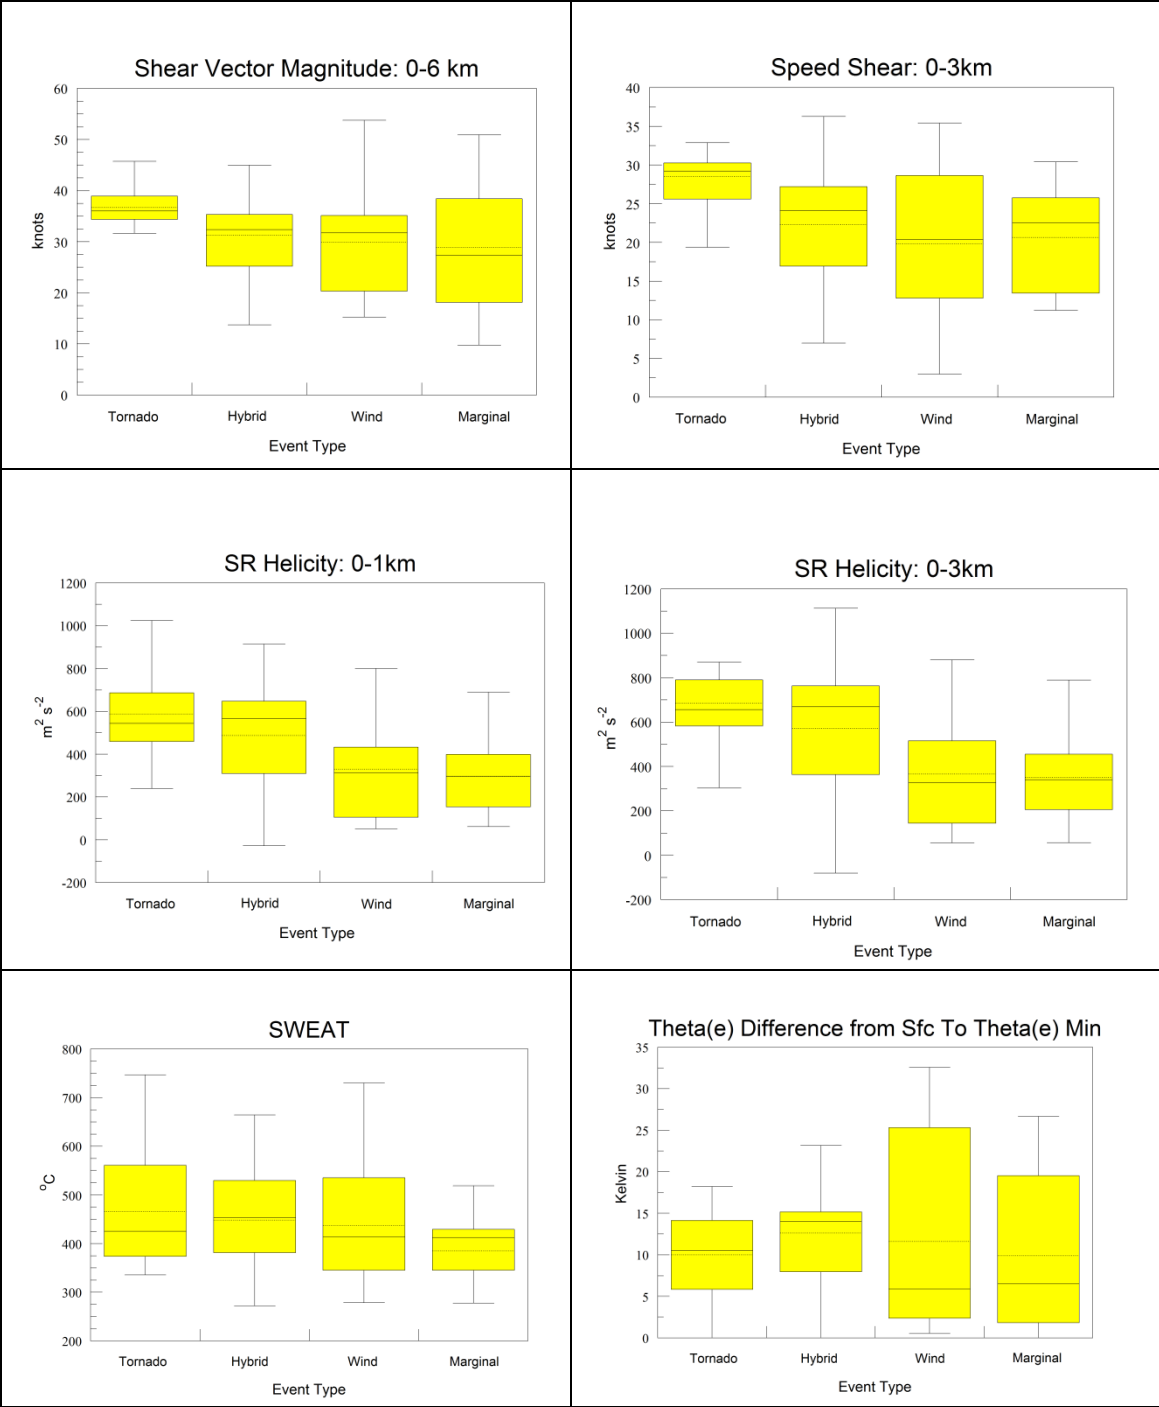 Shear Vector Magnitude: 0-6 km
60
50
40
30
20
10
0
knots
Tornado Hybrid Wind Marginal
Event Type
Speed Shear: 0-3km
40
35
30
25
20
15
10
5
0
knots
Tornado Hybrid Wind Marginal
Event Type
SR Helicity: 0-1km
1200
1000
800
600
400
200
0
-200
m² s⁻²
Tornado Hybrid Wind Marginal
Event Type
SR Helicity: 0-3km
1200
1000
800
600
400
200
0
-200
m² s⁻²
Tornado Hybrid Wind Marginal
Event Type
SWEAT
800
700
600
500
400
300
200
°C
Tornado Hybrid Wind Marginal
Event Type
Theta(e) Difference from Sfc To Theta(e) Min
35
30
25
20
15
10
5
0
Kelvin
Tornado Hybrid Wind Marginal
Event Type